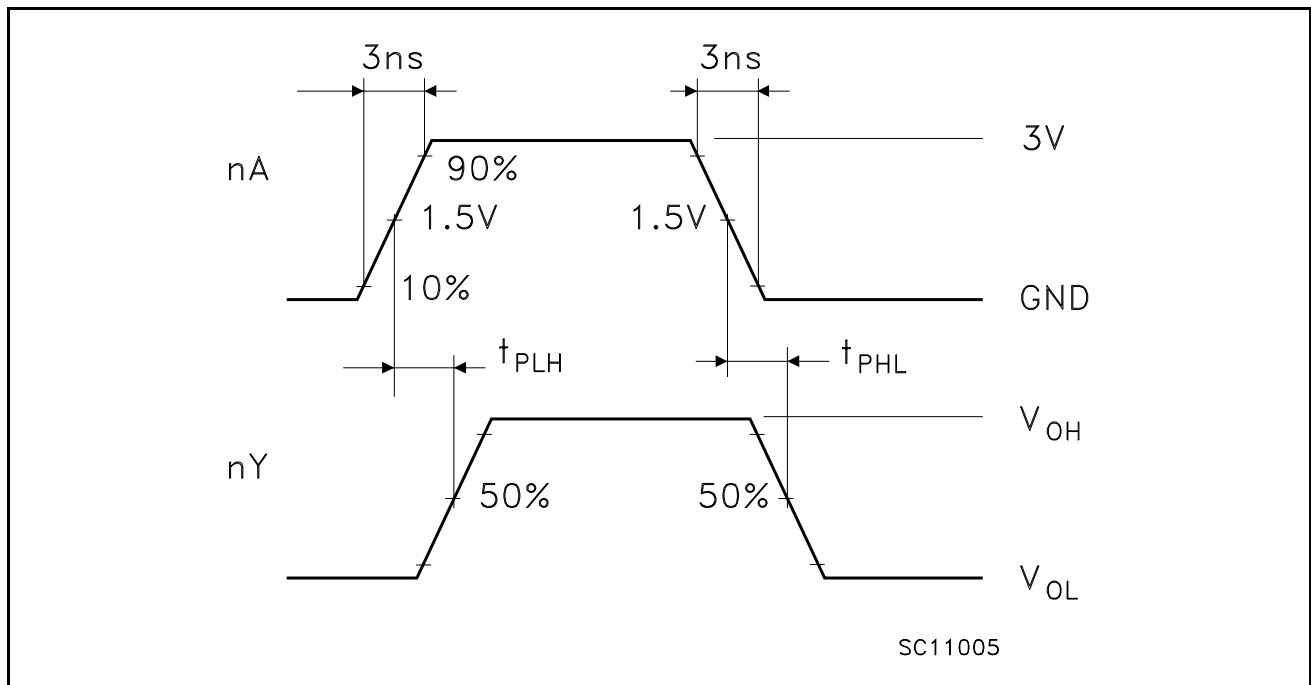 3ns 3ns
3V
nA
90%
1.5V 1.5V
10%
GND
tPLH tPHL
VOH
nY
50% 50%
VOL
SC11005